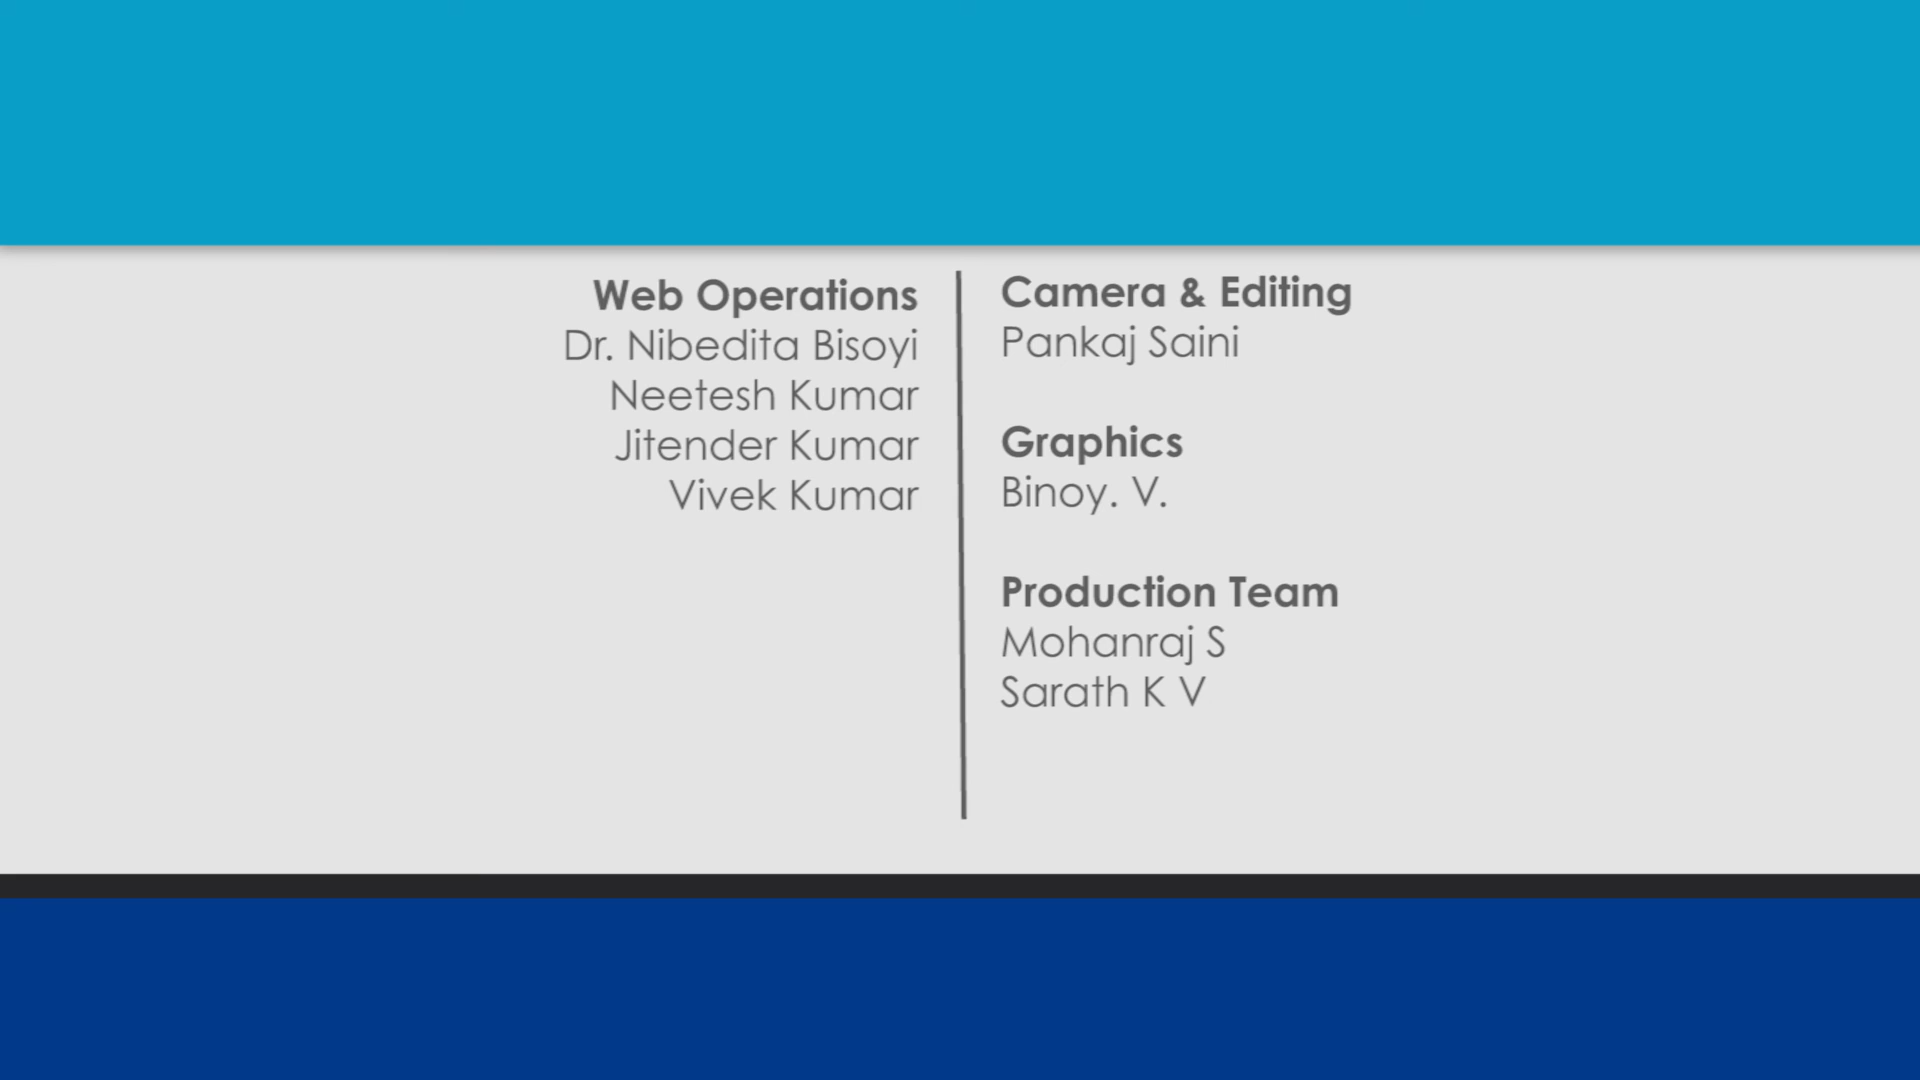 Web Operations
Dr. Nibedita Bisoyi
Neetesh Kumar
Jitender Kumar
Vivek Kumar
Camera & Editing
Pankaj Saini
Graphics
Binoy. V.
Production Team
Mohanraj S
Sarath K V